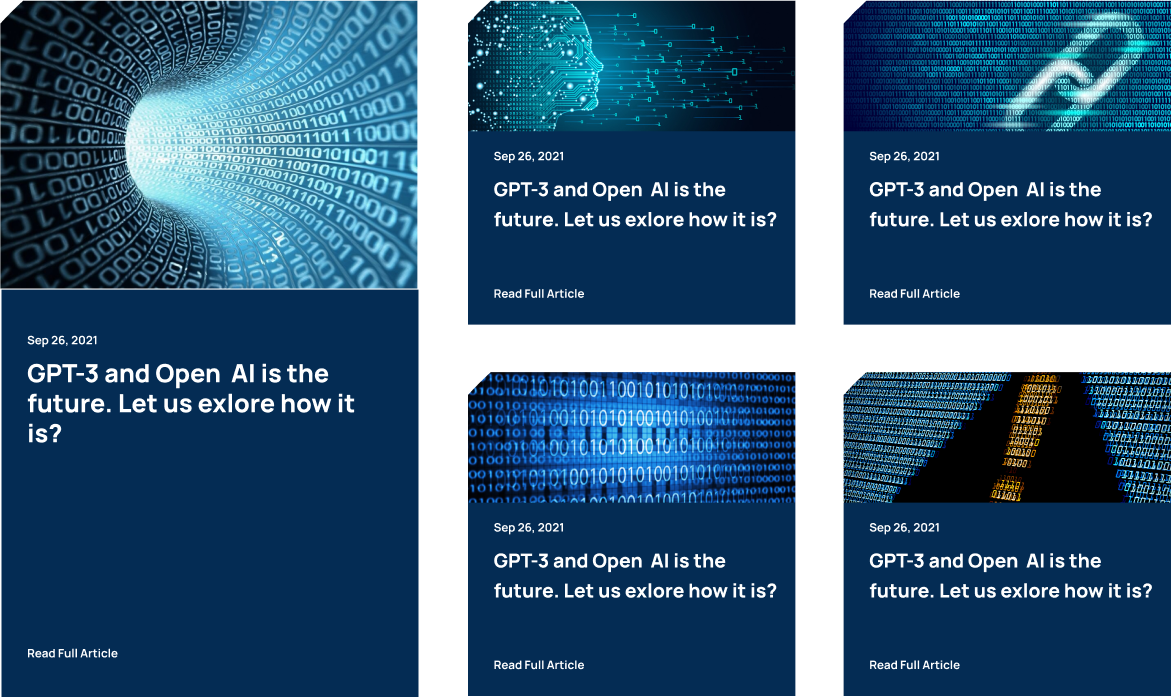 Sep 26, 2021
GPT-3 and Open  AI is the
future. Let us exlore how it
is?
Read Full Article
Sep 26, 2021
GPT-3 and Open  AI is the
future. Let us exlore how it is?
Read Full Article
Sep 26, 2021
GPT-3 and Open  AI is the
future. Let us exlore how it is?
Read Full Article
Sep 26, 2021
GPT-3 and Open  AI is the
future. Let us exlore how it is?
Read Full Article
Sep 26, 2021
GPT-3 and Open  AI is the
future. Let us exlore how it is?
Read Full Article